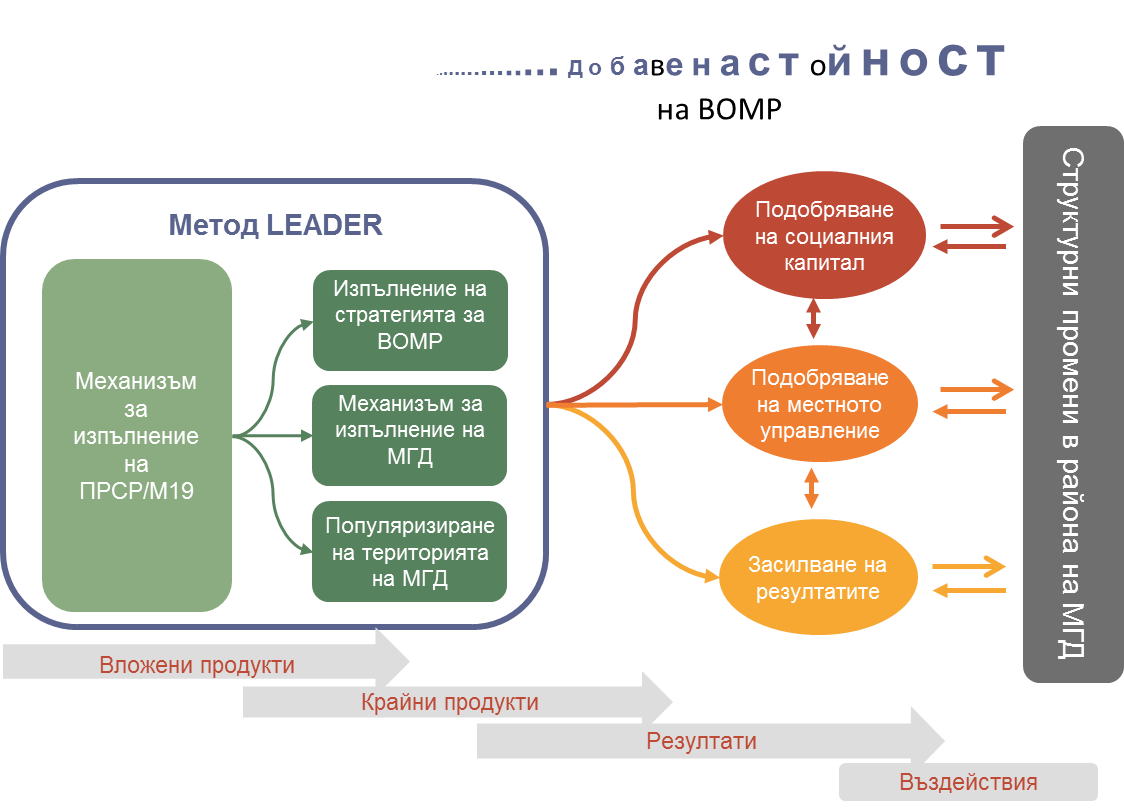 ................ добавена стойност
на ВОМР
Метод LEADER
Механизъм
за
изпълнение
на
ПРСР/М19
Изпълнение на
стратегията за
ВОМР
Механизъм за
изпълнение на
МГД
Популяризиране
на територията
на МГД
Подобряване
на социалния
капитал
Подобряване
на местното
управление
Засилване на
резултатите
Структурни промени в района на МГД
Вложени продукти
Крайни продукти
Резултати
Въздействия